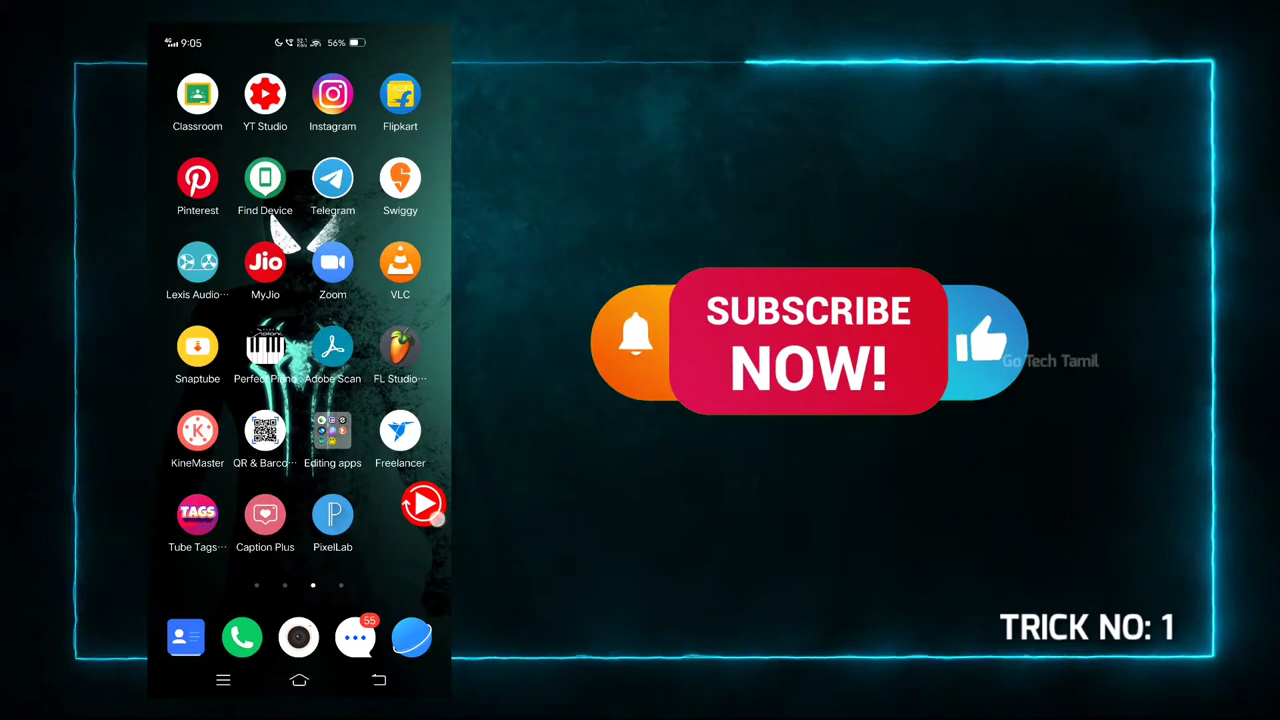 4G 9:05 56%
Classroom YT Studio Instagram Flipkart
Pinterest Find Device Telegram Swiggy
Jio
Lexis Audio··· MyJio Zoom VLC
Snaptube Perfect Piano Adobe Scan FL Studio···
KineMaster QR & Barco··· Editing apps Freelancer
TAGS
Tube Tags··· Caption Plus PixelLab
55
SUBSCRIBE
NOW!
Go Tech Tamil
TRICK NO: 1